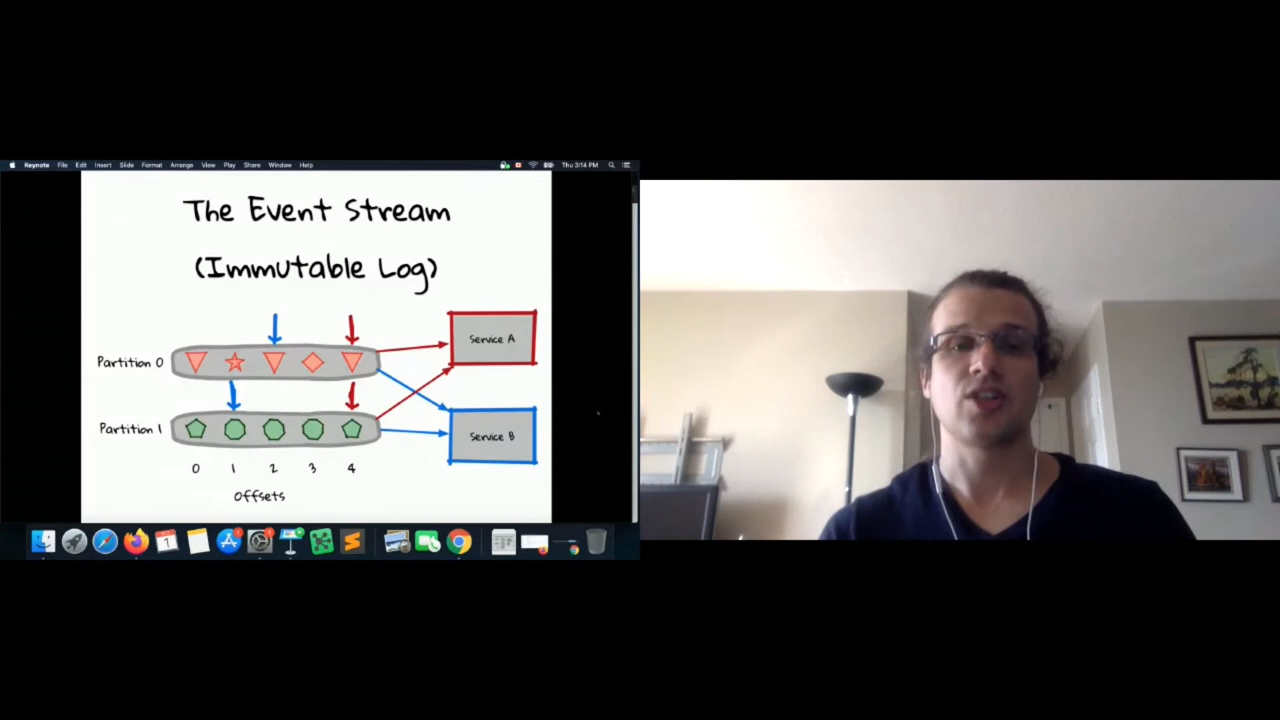 Keynote File Edit Insert Slide Format Arrange View Play Share Window Help Thu 3:14 PM
The Event Stream
(Immutable Log)
Partition 0
Service A
Partition 1
Service B
0 1 2 3 4
Offsets
1